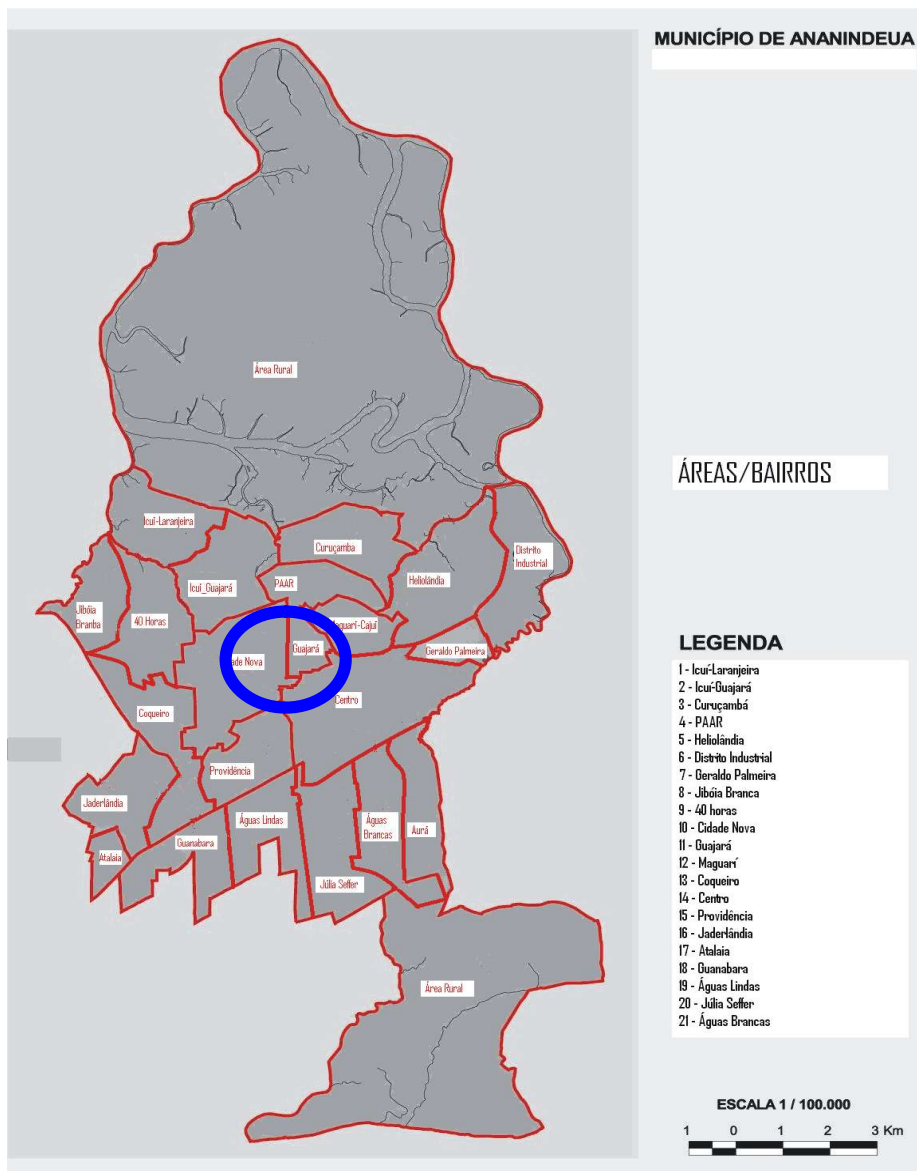 MUNICÍPIO DE ANANINDEUA
Área Rural
ÁREAS/BAIRROS
Icuí-Laranjeira
Curuçamba
Distrito
Industrial
Icuí_Guajará
PAAR
Heliolândia
Jibóia
Branba
40 Horas
Maguarí-Cajuí
Guajará
Geraldo Palmeira
dade Nova
Centro
Coqueiro
Providência
Jaderlândia
Águas Lindas
Águas
Brancas
Aurá
Guanabara
Atalaia
Júlia Seffer
Área Rural
LEGENDA
1 - Icuí-Laranjeira
2 - Icuí-Guajará
3 - Curuçambá
4 - PAAR
5 - Heliolândia
6 - Distrito Industrial
7 - Geraldo Palmeira
8 - Jibóia Branca
9 - 40 horas
10 - Cidade Nova
11 - Guajará
12 - Maguarí
13 - Coqueiro
14 - Centro
15 - Providência
16 - Jaderlândia
17 - Atalaia
18 - Guanabara
19 - Águas Lindas
20 - Júlia Seffer
21 - Águas Brancas
ESCALA 1 / 100.000
1 0 1 2 3 Km